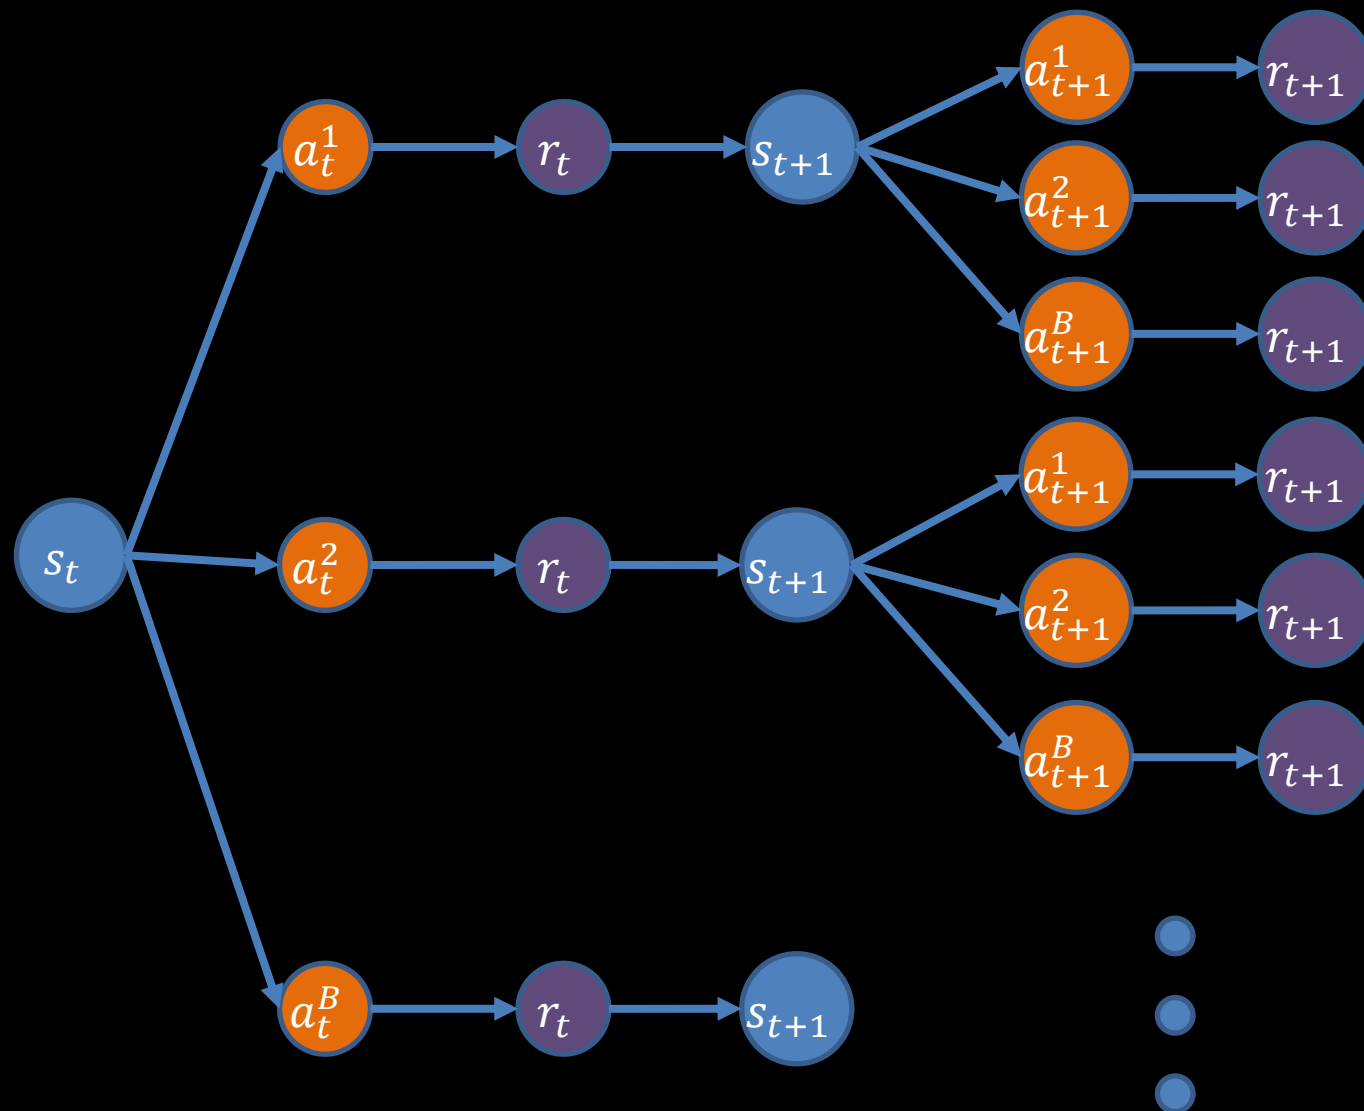 $a_{t+1}^{1}$ $r_{t+1}$
$a_t^1$ $r_t$ $s_{t+1}$
$a_{t+1}^{2}$ $r_{t+1}$
$a_{t+1}^{B}$ $r_{t+1}$
$a_{t+1}^{1}$ $r_{t+1}$
$s_t$ $a_t^2$ $r_t$ $s_{t+1}$
$a_{t+1}^{2}$ $r_{t+1}$
$a_{t+1}^{B}$ $r_{t+1}$
$a_t^B$ $r_t$ $s_{t+1}$